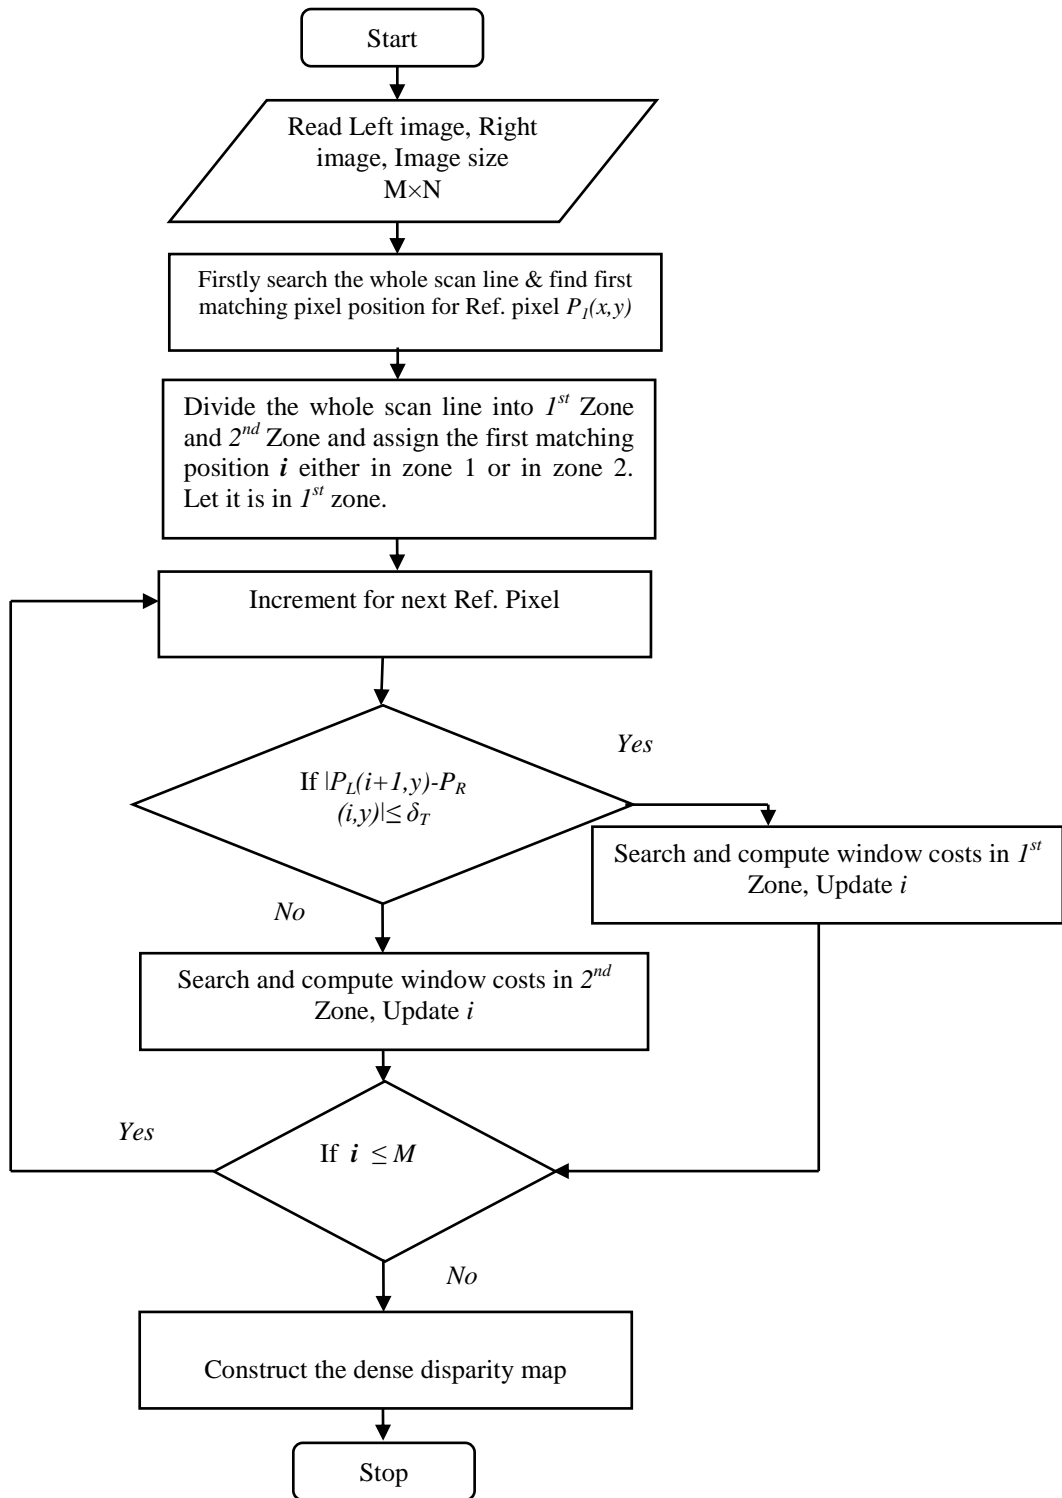 Start
Read Left image, Right
image, Image size
M×N
Firstly search the whole scan line & find first
matching pixel position for Ref. pixel P1(x,y)
Divide the whole scan line into 1st Zone
and 2nd Zone and assign the first matching
position i either in zone 1 or in zone 2.
Let it is in 1st zone.
Increment for next Ref. Pixel
If |PL(i+1,y)-PR
(i,y)|≤ δT
Yes
Search and compute window costs in 1st
Zone, Update i
No
Search and compute window costs in 2nd
Zone, Update i
Yes
If i ≤ M
No
Construct the dense disparity map
Stop